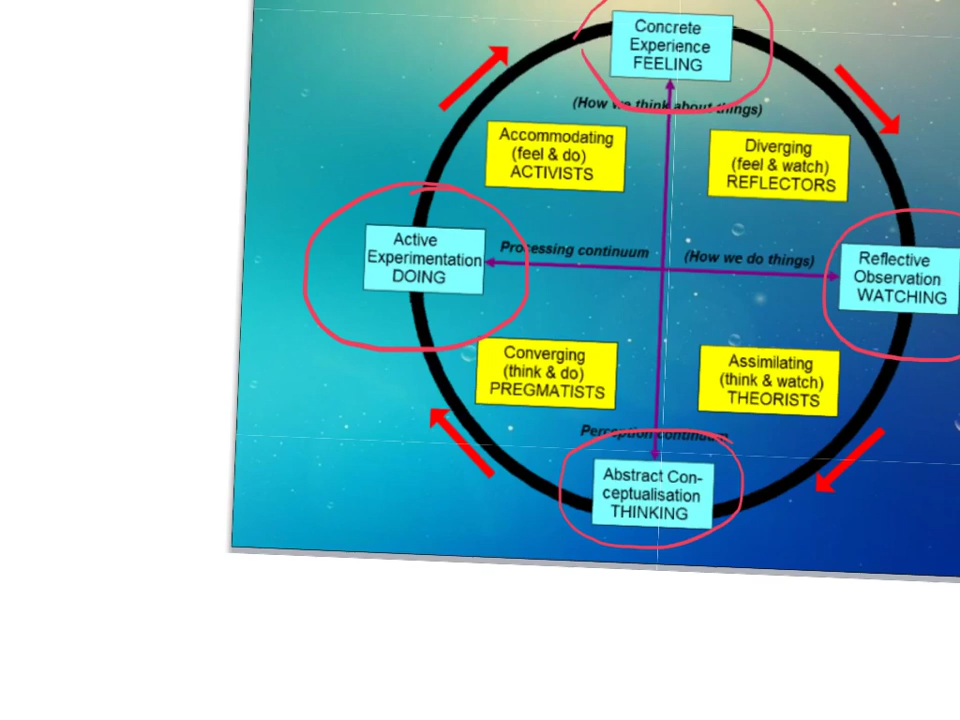 Concrete
Experience
FEELING
(How we think about things)
Accommodating
(feel & do)
ACTIVISTS
Diverging
(feel & watch)
REFLECTORS
Active
Experimentation
DOING
Processing continuum
(How we do things)
Reflective
Observation
WATCHING
Converging
(think & do)
PREGMATISTS
Assimilating
(think & watch)
THEORISTS
Perception continuum
Abstract Con-
ceptualisation
THINKING